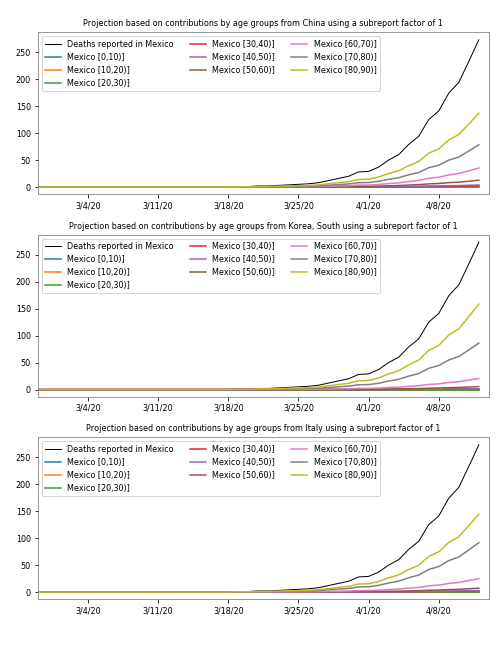 Projection based on contributions by age groups from China using a subreport factor of 1
Deaths reported in Mexico
Mexico [0,10)]
Mexico [10,20)]
Mexico [20,30)]
Mexico [30,40)]
Mexico [40,50)]
Mexico [50,60)]
Mexico [60,70)]
Mexico [70,80)]
Mexico [80,90)]
250
200
150
100
50
0
3/4/20 3/11/20 3/18/20 3/25/20 4/1/20 4/8/20
Projection based on contributions by age groups from Korea, South using a subreport factor of 1
Deaths reported in Mexico
Mexico [0,10)]
Mexico [10,20)]
Mexico [20,30)]
Mexico [30,40)]
Mexico [40,50)]
Mexico [50,60)]
Mexico [60,70)]
Mexico [70,80)]
Mexico [80,90)]
250
200
150
100
50
0
3/4/20 3/11/20 3/18/20 3/25/20 4/1/20 4/8/20
Projection based on contributions by age groups from Italy using a subreport factor of 1
Deaths reported in Mexico
Mexico [0,10)]
Mexico [10,20)]
Mexico [20,30)]
Mexico [30,40)]
Mexico [40,50)]
Mexico [50,60)]
Mexico [60,70)]
Mexico [70,80)]
Mexico [80,90)]
250
200
150
100
50
0
3/4/20 3/11/20 3/18/20 3/25/20 4/1/20 4/8/20